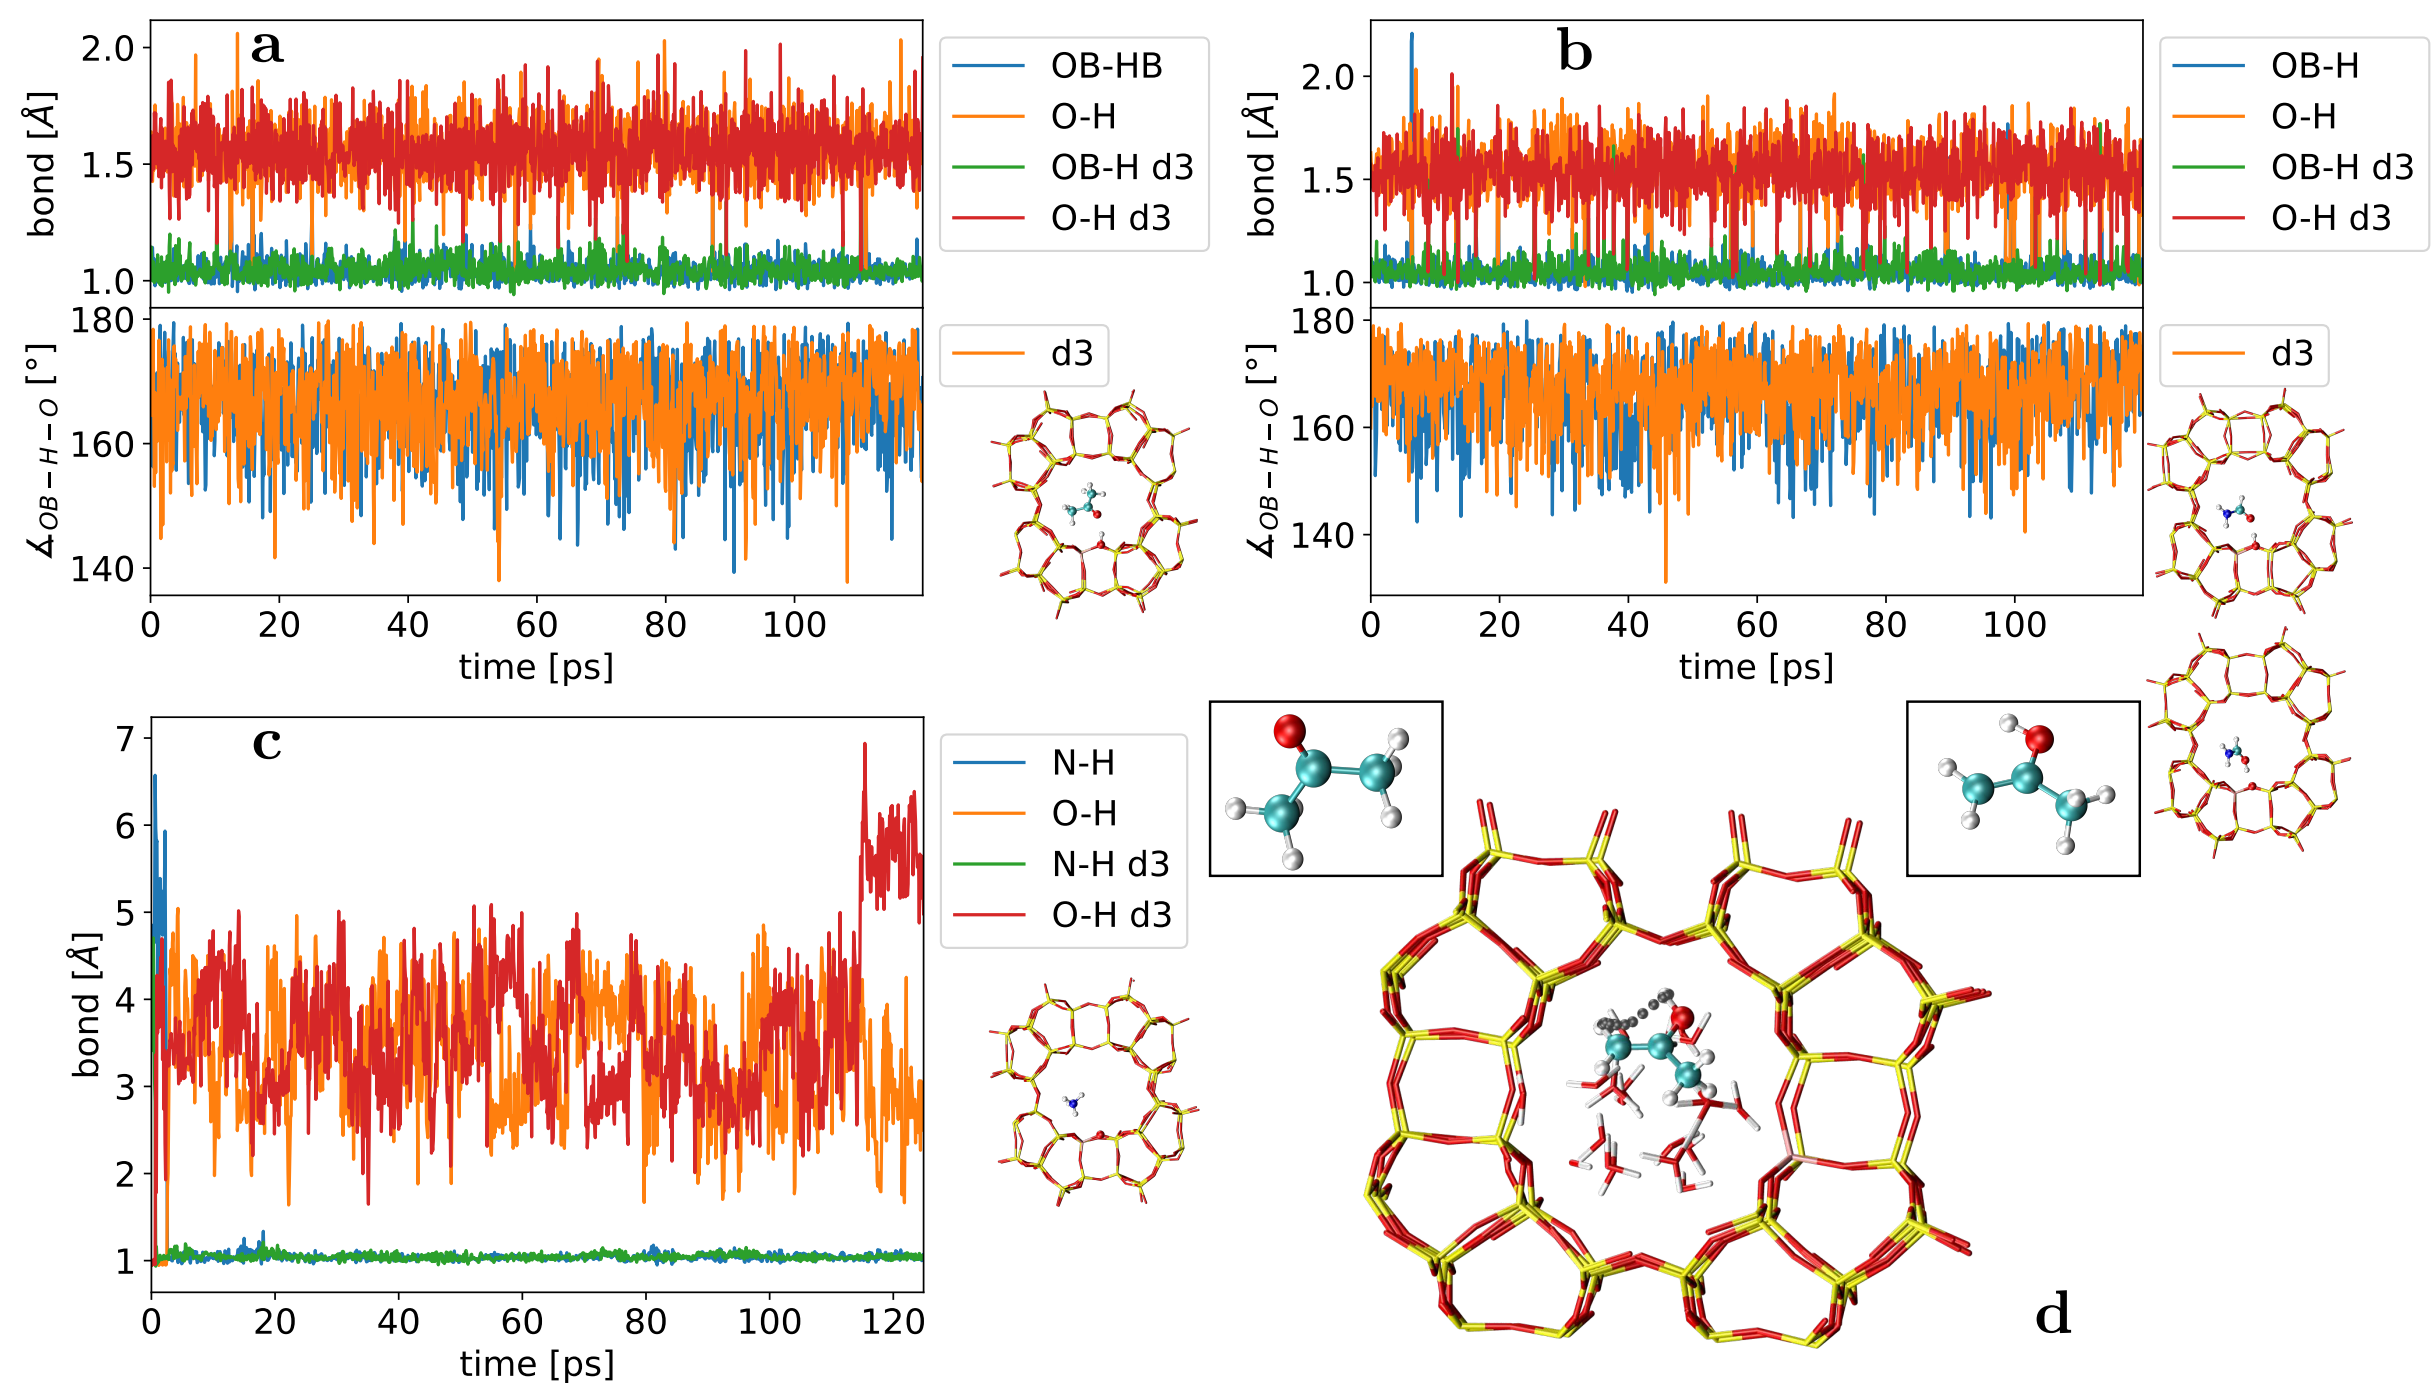 a
bond [Å]
2.0
1.5
1.0
OB-HB
O-H
OB-H d3
O-H d3
∡OB−H−O [°]
180
160
140
d3
0 20 40 60 80 100
time [ps]
b
bond [Å]
2.0
1.5
1.0
OB-H
O-H
OB-H d3
O-H d3
∡OB−H−O [°]
180
160
140
d3
0 20 40 60 80 100
time [ps]
c
bond [Å]
7
6
5
4
3
2
1
N-H
O-H
N-H d3
O-H d3
0 20 40 60 80 100 120
time [ps]
d